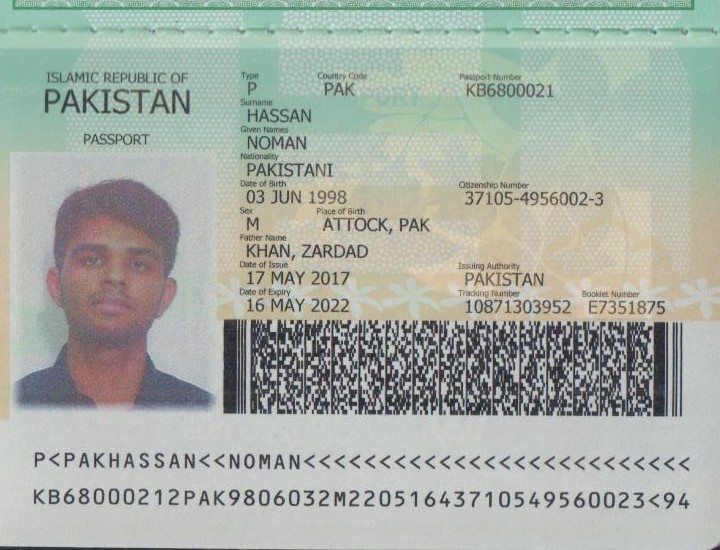 ISLAMIC REPUBLIC OF
PAKISTAN
PASSPORT
Type Country Code Passport Number
P PAK KB6800021
Surname
HASSAN
Given Names
NOMAN
Nationality
PAKISTANI
Date of Birth Citizenship Number
03 JUN 1998 37105-4956002-3
Sex Place of Birth
M ATTOCK, PAK
Father Name
KHAN, ZARDAD
Date of Issue Issuing Authority
17 MAY 2017 PAKISTAN
Date of Expiry Tracking Number Booklet Number
16 MAY 2022 10871303952 E7351875
P<PAKHASSAN<<NOMAN<<<<<<<<<<<<<<<<<<<<<<<<<<
KB68000212PAK9806032M22051643710549560023<94